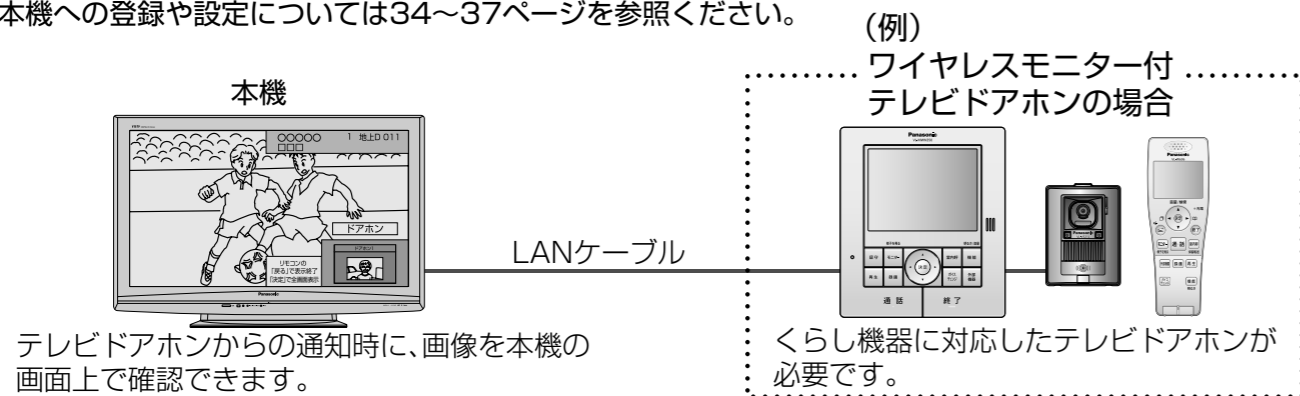 本機への登録や設定については34～37ページを参照ください。
（例）
ワイヤレスモニター付
テレビドアホンの場合
本機
○○○○○ 1 地上D 011
□□□
ドアホン
ドアホン1
リモコンの
「戻る」で表示終了
「決定」で全画面表示
Panasonic
LANケーブル
Panasonic
通話 終了
Panasonic
Panasonic
通話
テレビドアホンからの通知時に、画像を本機の
画面上で確認できます。
くらし機器に対応したテレビドアホンが
必要です。